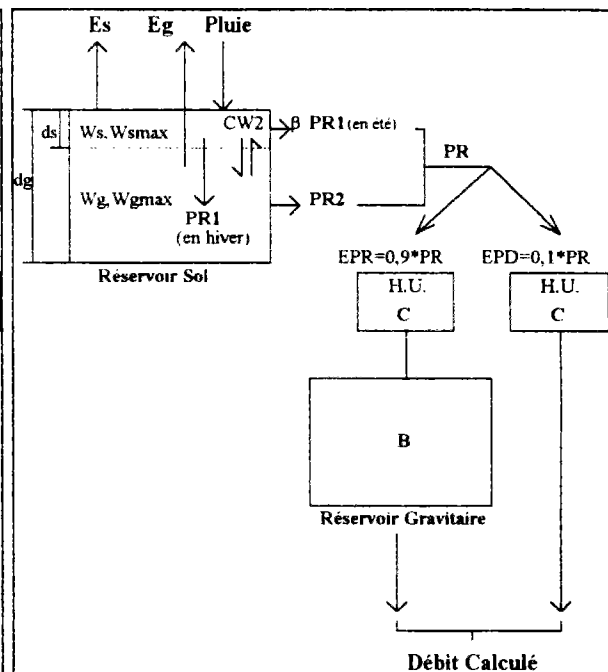 Es Eg Pluie
ds Ws, Wsmax CW2 β PR1 (en été)
PR
dg
Wg, Wgmax PR2
PR1
(en hiver)
EPR=0,9*PR EPD=0,1*PR
Réservoir Sol
H.U. H.U.
C C
B
Réservoir Gravitaire
Débit Calculé